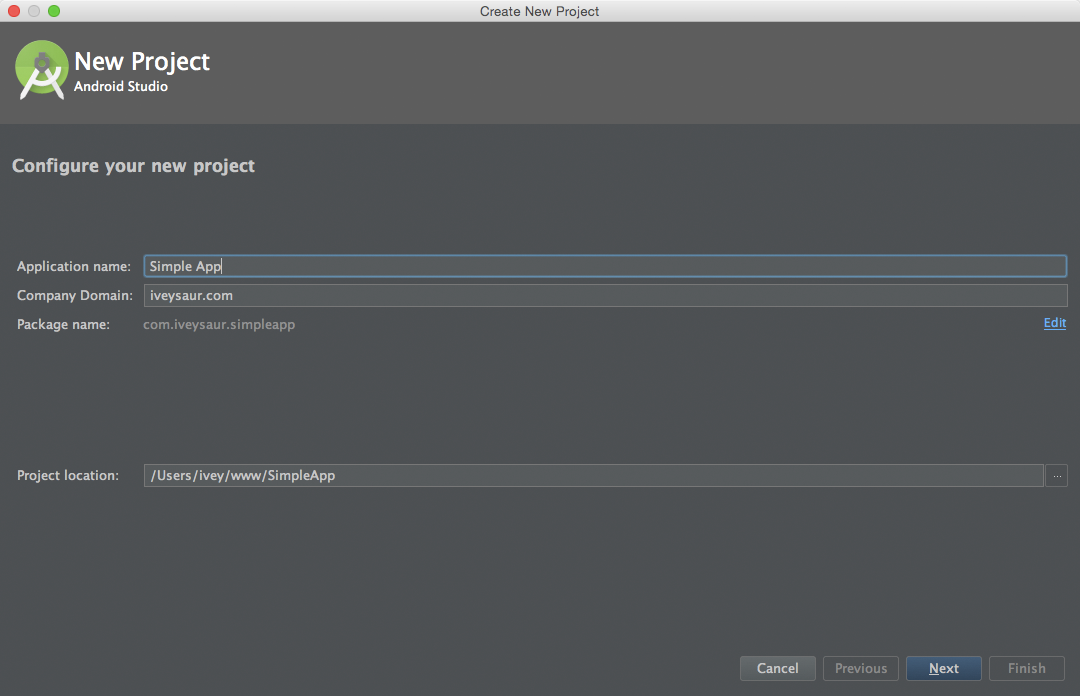 Create New Project
New Project
Android Studio
Configure your new project
Application name: Simple App
Company Domain: iveysaur.com
Package name: com.iveysaur.simpleapp Edit
Project location: /Users/ivey/www/SimpleApp ...
Cancel Previous Next Finish